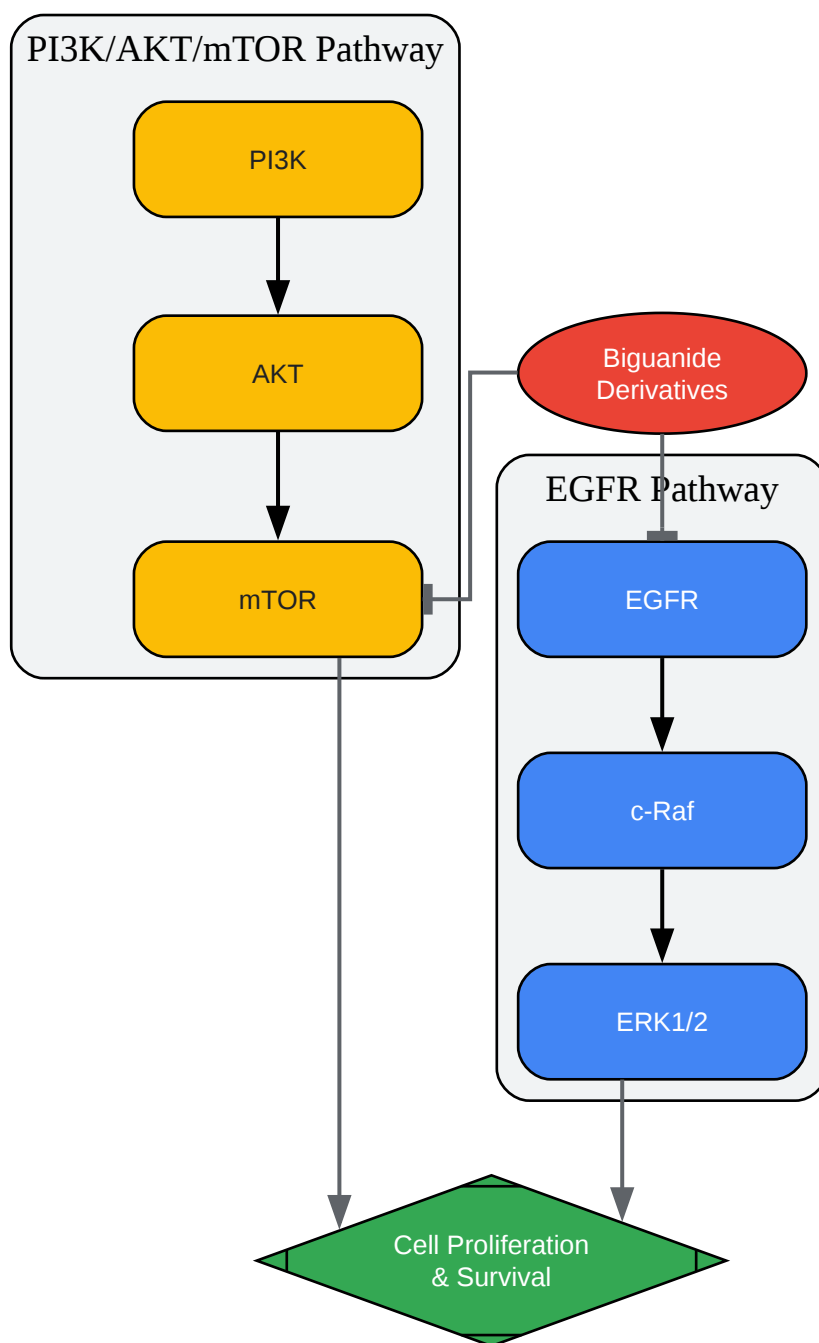 PI3K/AKT/mTOR Pathway
PI3K
AKT
mTOR
Biguanide
Derivatives
EGFR Pathway
EGFR
c-Raf
ERK1/2
Cell Proliferation
& Survival